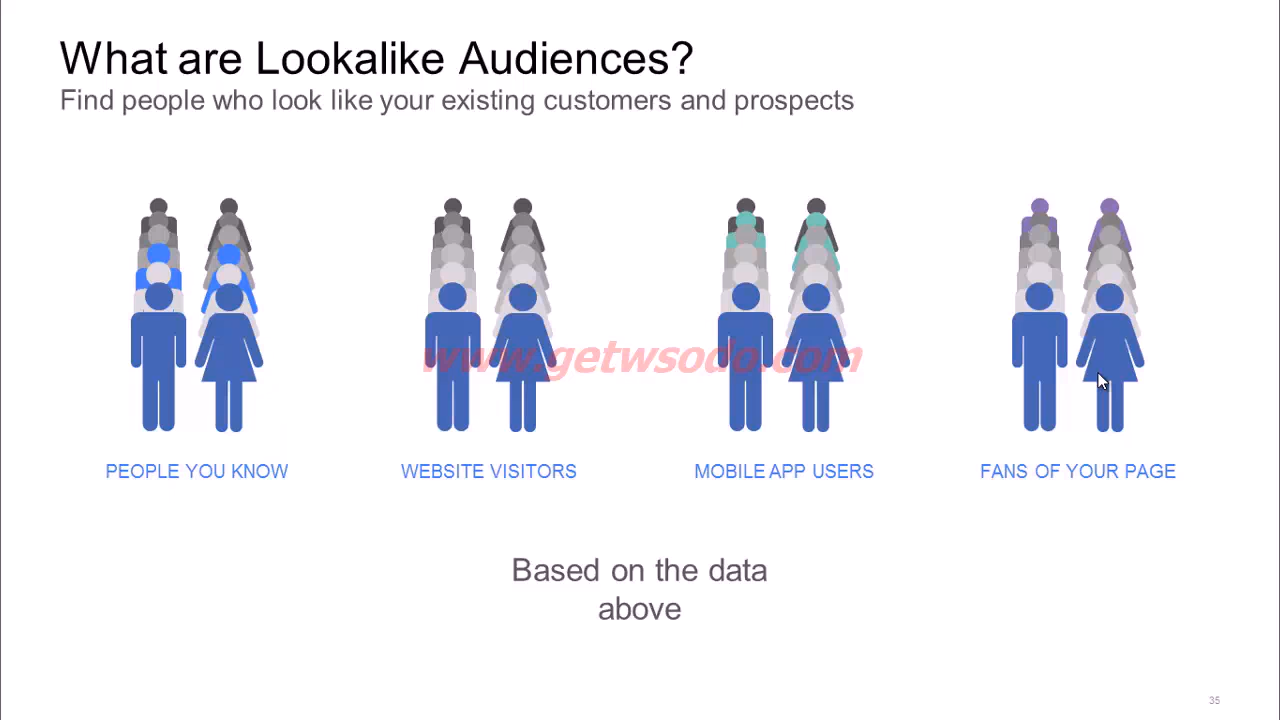 What are Lookalike Audiences?
Find people who look like your existing customers and prospects
www.getwsodo.com
PEOPLE YOU KNOW
WEBSITE VISITORS
MOBILE APP USERS
FANS OF YOUR PAGE
Based on the data
above
35